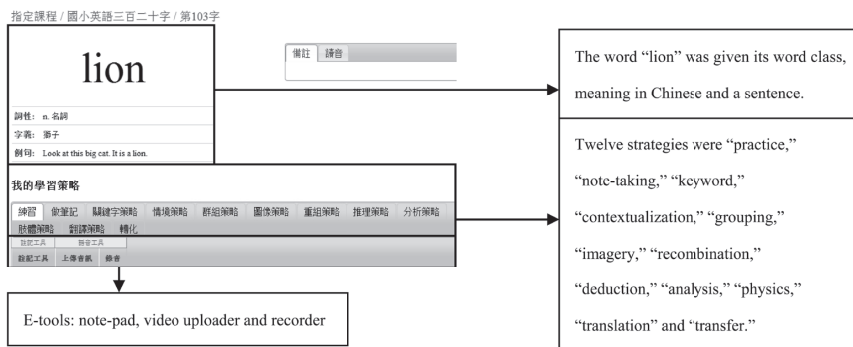 指定課程 / 國小英語三百二十字 / 第103字
lion
備註 讀音
詞性: n. 名詞
字義: 獅子
例句: Look at this big cat. It is a lion.
我的學習策略
練習 做筆記 關鍵字策略 情境策略 群組策略 圖像策略 重組策略 推理策略 分析策略
肢體策略 翻譯策略 轉化
註記工具 錄音工具
註記工具 上傳音訊 錄音
The word “lion” was given its word class,
meaning in Chinese and a sentence.
Twelve strategies were “practice,”
“note-taking,” “keyword,”
“contextualization,” “grouping,”
“imagery,” “recombination,”
“deduction,” “analysis,” “physics,”
“translation” and “transfer.”
E-tools: note-pad, video uploader and recorder